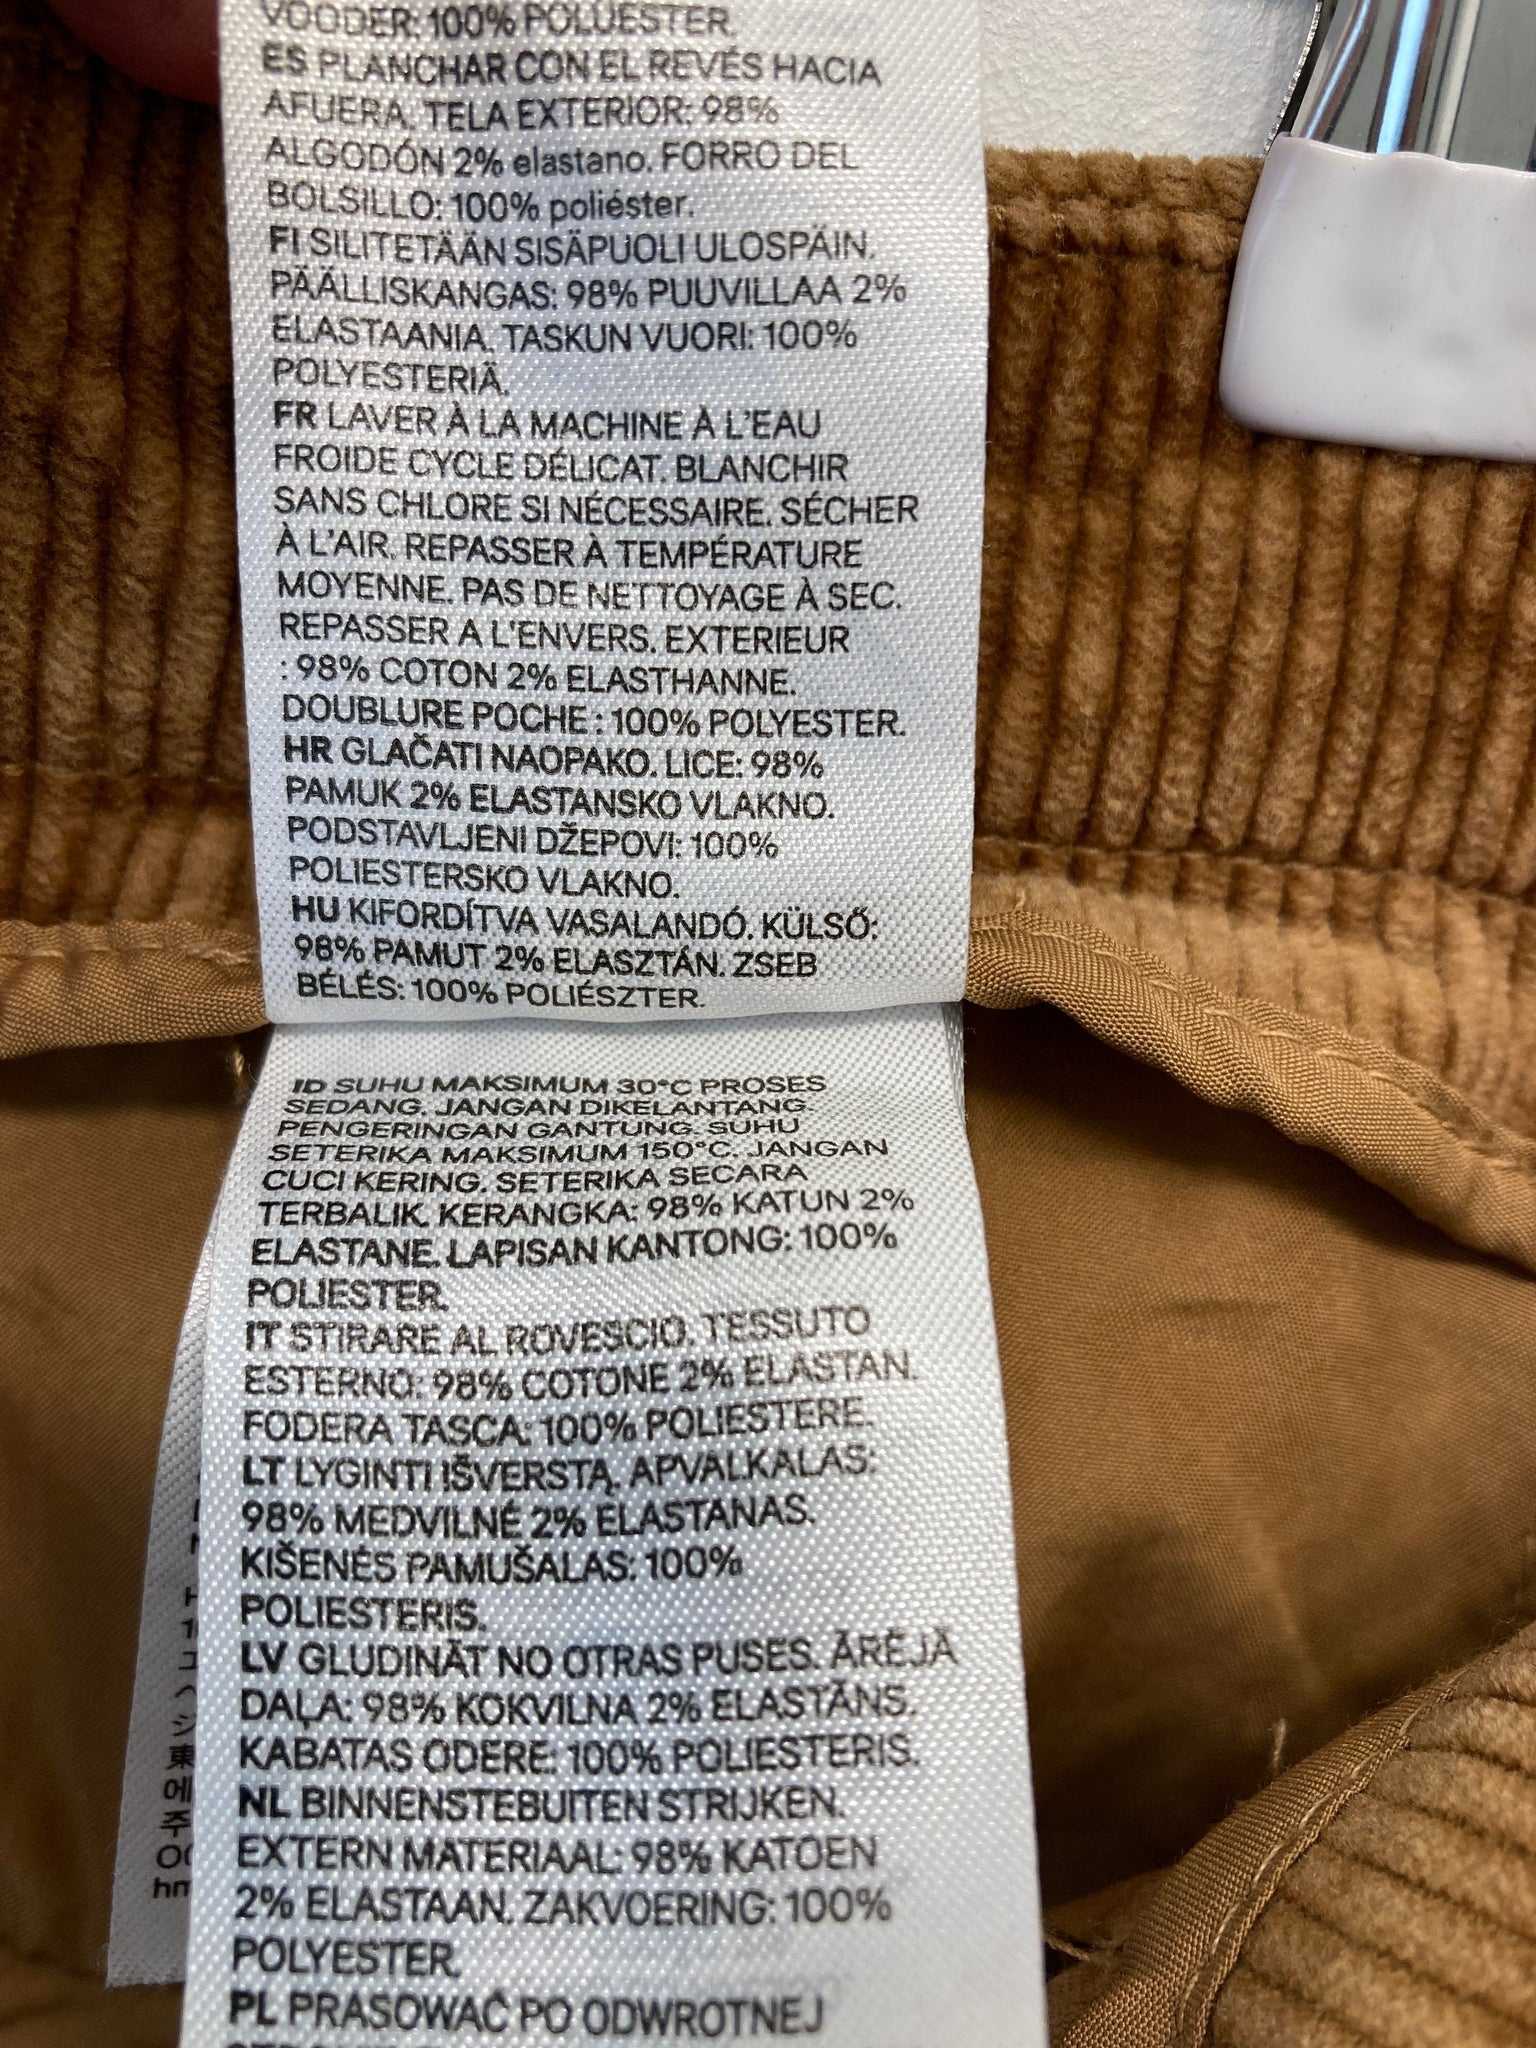 VOODER: 100% POLÜESTER.
ES PLANCHAR CON EL REVÉS HACIA
AFUERA. TELA EXTERIOR: 98%
ALGODÓN 2% elastano. FORRO DEL
BOLSILLO: 100% poliéster.
FI SILITETÄÄN SISÄPUOLI ULOSPÄIN.
PÄÄLLISKANGAS: 98% PUUVILLAA 2%
ELASTAANIA. TASKUN VUORI: 100%
POLYESTERIÄ.
FR LAVER À LA MACHINE À L'EAU
FROIDE CYCLE DÉLICAT. BLANCHIR
SANS CHLORE SI NÉCESSAIRE. SÉCHER
À L'AIR. REPASSER À TEMPÉRATURE
MOYENNE. PAS DE NETTOYAGE À SEC.
REPASSER A L'ENVERS. EXTERIEUR
: 98% COTON 2% ELASTHANNE.
DOUBLURE POCHE : 100% POLYESTER.
HR GLAČATI NAOPAKO. LICE: 98%
PAMUK 2% ELASTANSKO VLAKNO.
PODSTAVLJENI DŽEPOVI: 100%
POLIESTERSKO VLAKNO.
HU KIFORDÍTVA VASALANDÓ. KÜLSŐ:
98% PAMUT 2% ELASZTÁN. ZSEB
BÉLÉS: 100% POLIÉSZTER.
ID SUHU MAKSIMUM 30°C PROSES
SEDANG. JANGAN DIKELANTANG.
PENGERINGAN GANTUNG. SUHU
SETERIKA MAKSIMUM 150°C. JANGAN
CUCI KERING. SETERIKA SECARA
TERBALIK. KERANGKA: 98% KATUN 2%
ELASTANE. LAPISAN KANTONG: 100%
POLIESTER.
IT STIRARE AL ROVESCIO. TESSUTO
ESTERNO: 98% COTONE 2% ELASTAN.
FODERA TASCA: 100% POLIESTERE.
LT LYGINTI IŠVERSTĄ. APVALKALAS:
98% MEDVILNĖ 2% ELASTANAS.
KIŠENĖS PAMUŠALAS: 100%
POLIESTERIS.
LV GLUDINĀT NO OTRAS PUSES. ĀRĒJĀ
DAĻA: 98% KOKVILNA 2% ELASTĀNS.
KABATAS ODERE: 100% POLIESTERIS.
NL BINNENSTEBUITEN STRIJKEN.
EXTERN MATERIAAL: 98% KATOEN
2% ELASTAAN. ZAKVOERING: 100%
POLYESTER.
PL PRASOWAĆ PO ODWROTNEJ
東
에
주